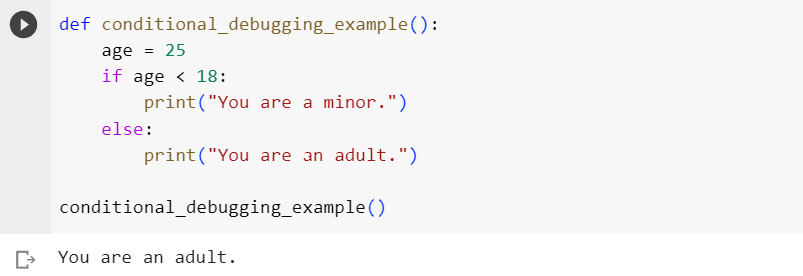 def conditional_debugging_example():
    age = 25
    if age < 18:
        print("You are a minor.")
    else:
        print("You are an adult.")

conditional_debugging_example()
You are an adult.